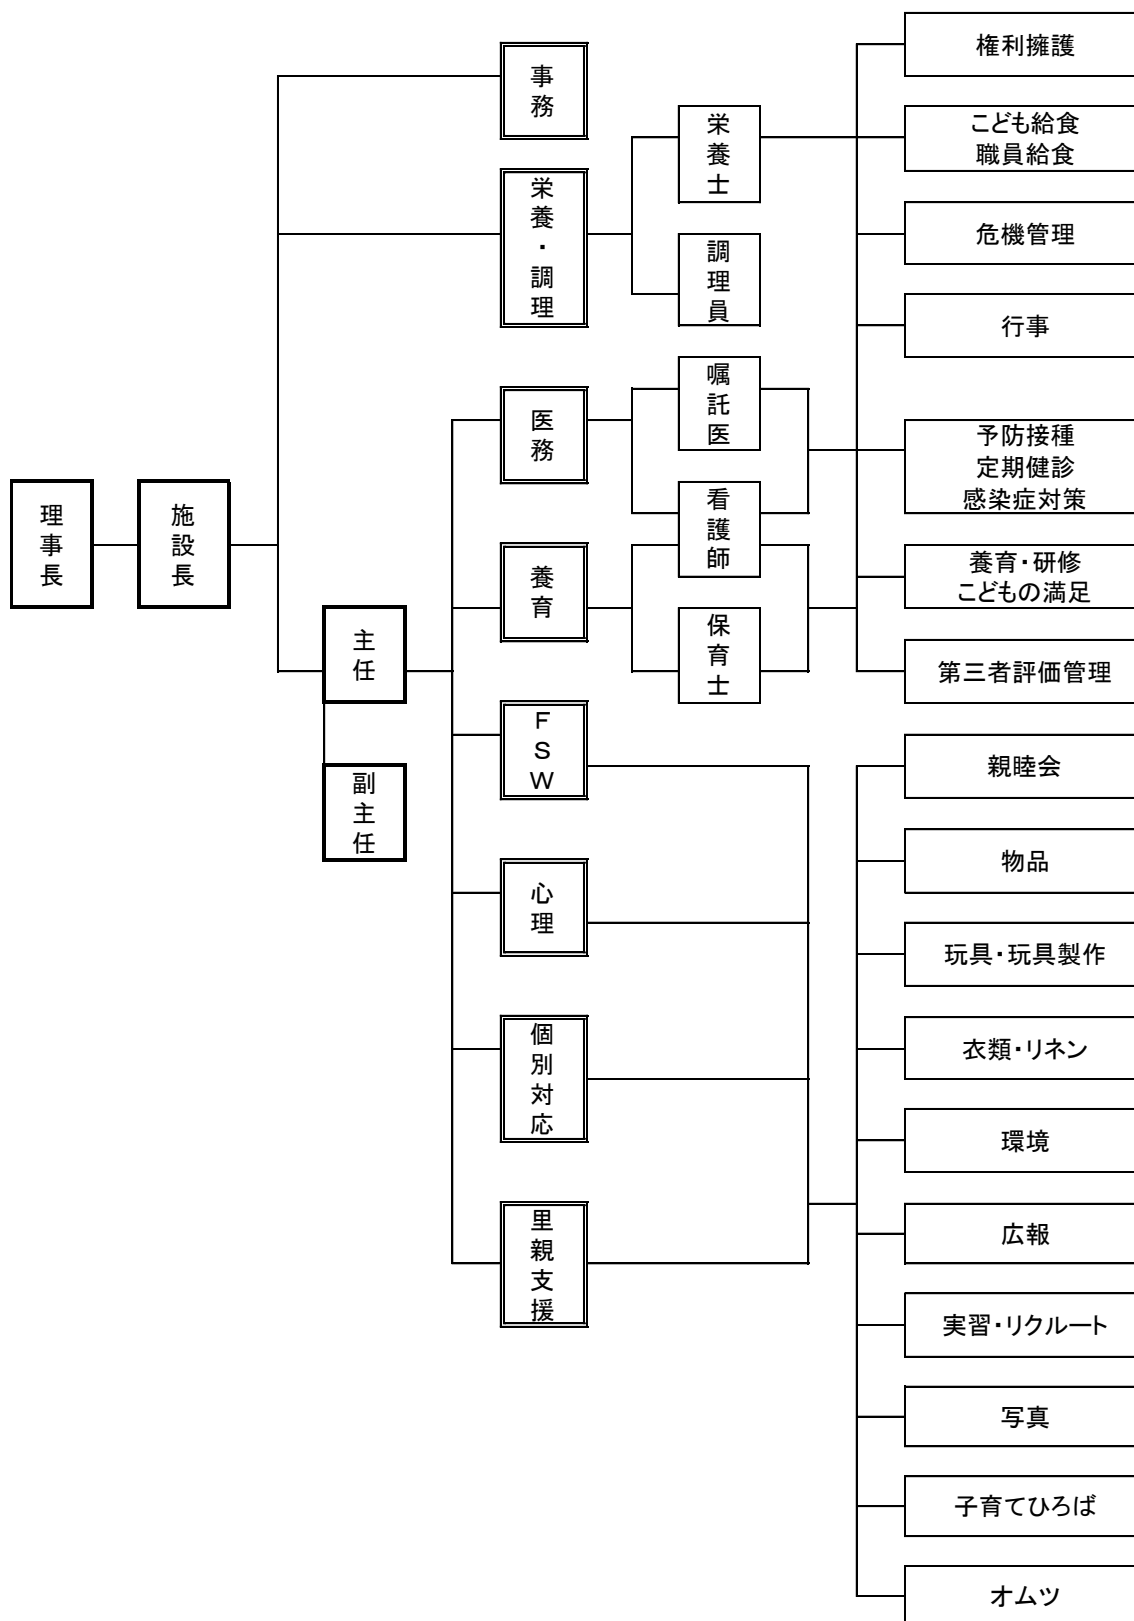 理事長
施設長
主任
副主任
事務
栄養・調理
医務
養育
FSW
心理
個別対応
里親支援
栄養士
調理員
嘱託医
看護師
保育士
権利擁護
こども給食
職員給食
危機管理
行事
予防接種
定期健診
感染症対策
養育・研修
こどもの満足
第三者評価管理
親睦会
物品
玩具・玩具製作
衣類・リネン
環境
広報
実習・リクルート
写真
子育てひろば
オムツ